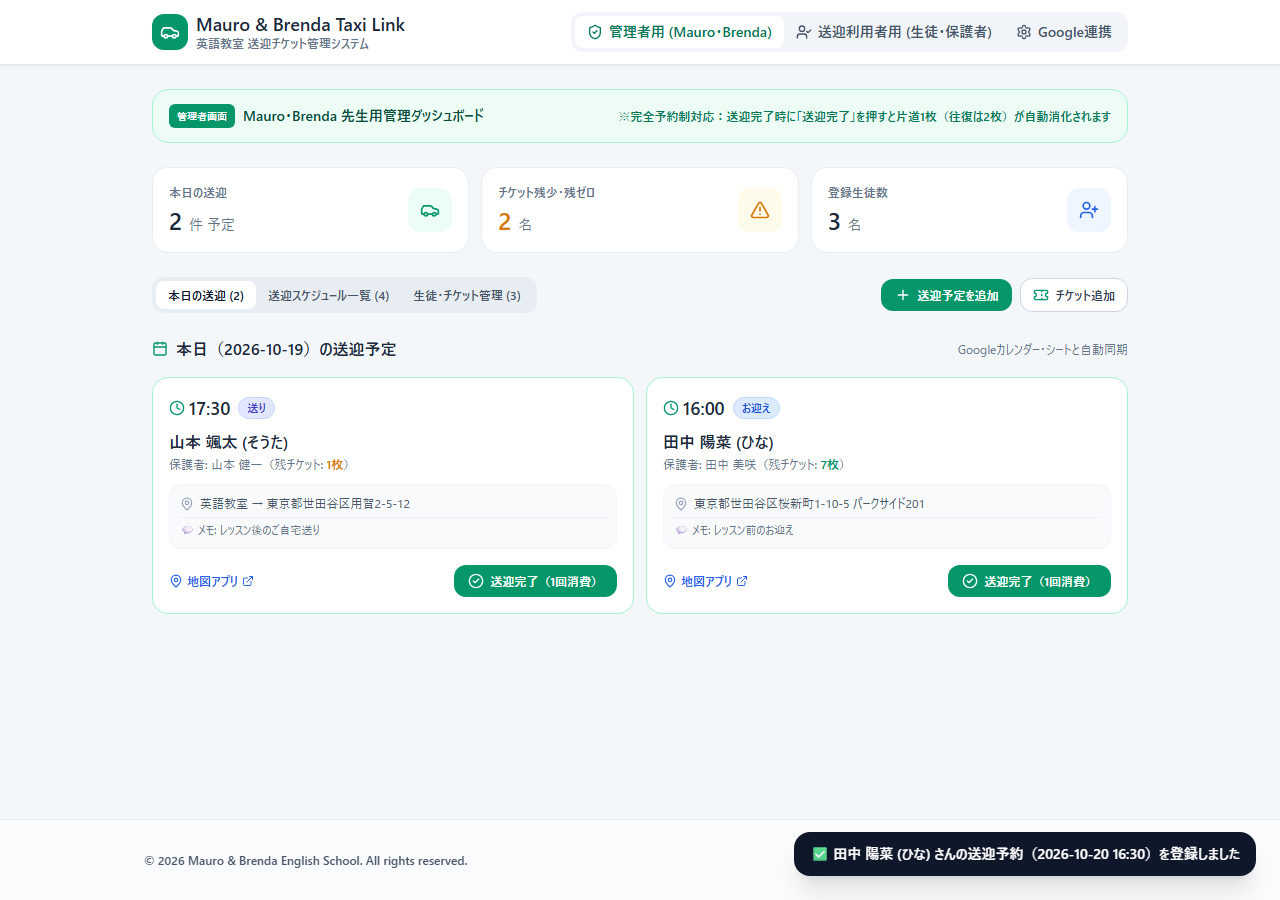 Mauro & Brenda Taxi Link
英語教室 送迎チケット管理システム
管理者用 (Mauro・Brenda)
送迎利用者用 (生徒・保護者)
Google連携
管理者画面
Mauro・Brenda 先生用管理ダッシュボード
※完全予約制対応：送迎完了時に「送迎完了」を押すと片道1枚（往復は2枚）が自動消化されます
本日の送迎
2 件 予定
チケット残少・残ゼロ
2 名
登録生徒数
3 名
本日の送迎 (2)
送迎スケジュール一覧 (4)
生徒・チケット管理 (3)
送迎予定を追加
チケット追加
本日（2026-10-19）の送迎予定
Googleカレンダー・シートと自動同期
17:30 送り
山本 颯太 (そうた)
保護者: 山本 健一（残チケット: 1枚）
英語教室 → 東京都世田谷区用賀2-5-12
メモ: レッスン後のご自宅送り
地図アプリ
送迎完了（1回消費）
16:00 お迎え
田中 陽菜 (ひな)
保護者: 田中 美咲（残チケット: 7枚）
東京都世田谷区桜新町1-10-5 パークサイド201
メモ: レッスン前のお迎え
地図アプリ
送迎完了（1回消費）
© 2026 Mauro & Brenda English School. All rights reserved.
✅ 田中 陽菜 (ひな) さんの送迎予約（2026-10-20 16:30）を登録しました